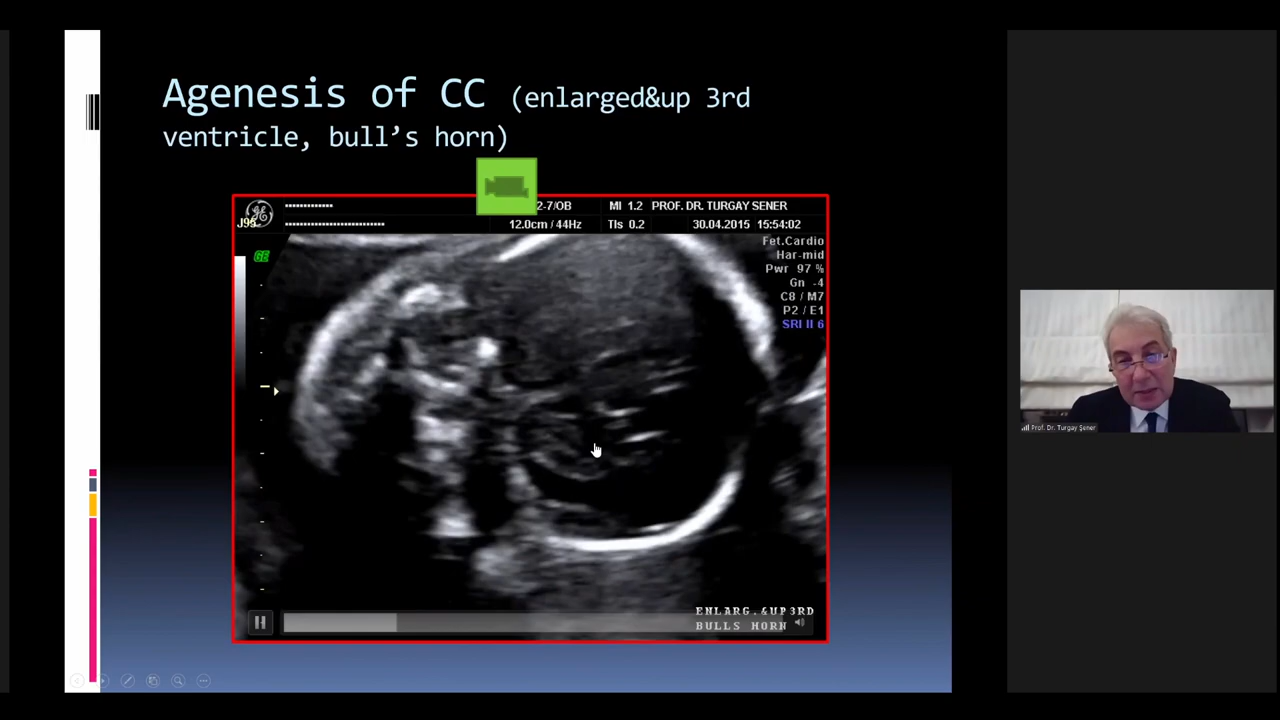 Agenesis of CC (enlarged&up 3rd
ventricle, bull’s horn)
2-7/OB MI 1.2 PROF. DR. TURGAY SENER
12.0cm / 44Hz TIs 0.2 30.04.2015 15:54:02
Fet.Cardio
Har-mid
Pwr 97 %
Gn -4
C8 / M7
P2 / E1
SRI II 6
GE
ENLARG.&UP3RD
BULLS HORN
Prof. Dr. Turgay Şener